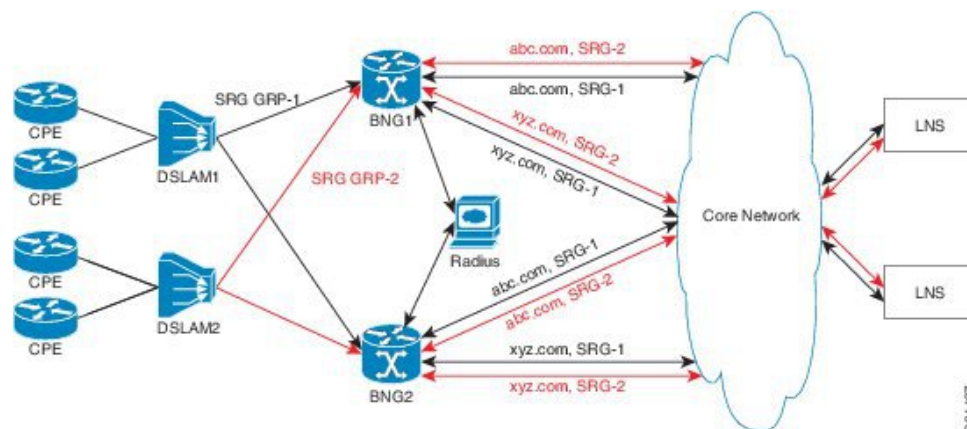 abc.com, SRG-2
abc.com, SRG-1
SRG GRP-1
BNG1
CPE
DSLAM1
CPE
xyz.com, SRG-2
xyz.com, SRG-1
LNS
SRG GRP-2
Core Network
Radius
CPE
DSLAM2
CPE
abc.com, SRG-1
abc.com, SRG-2
LNS
BNG2
xyz.com, SRG-1
xyz.com, SRG-2